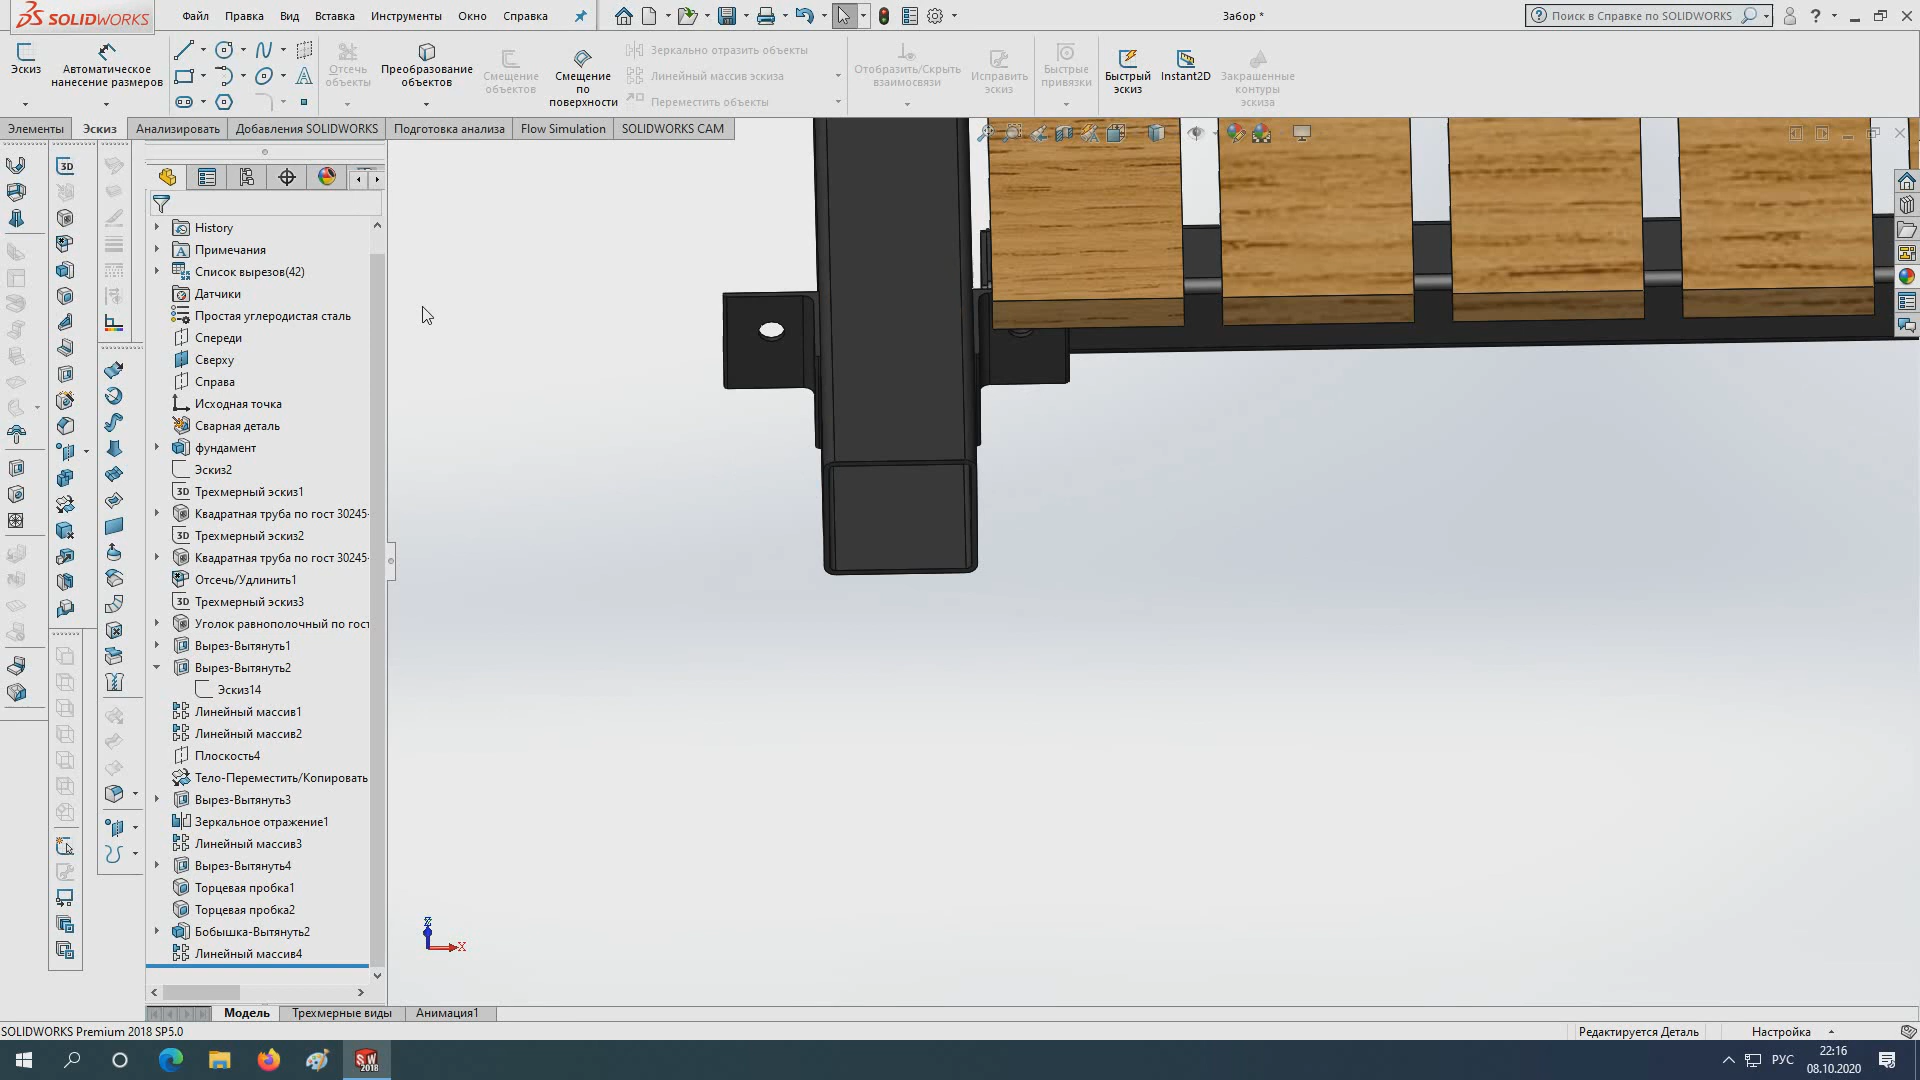 SOLIDWORKS
Файл Правка Вид Вставка Инструменты Окно Справка
Забор *
Поиск в Справке по SOLIDWORKS
Эскиз
Автоматическое нанесение размеров
Отсечь объекты
Преобразование объектов
Смещение объектов
Смещение по поверхности
Зеркально отразить объекты
Линейный массив эскиза
Переместить объекты
Отобразить/Скрыть взаимосвязи
Исправить эскиз
Быстрые привязки
Быстрый эскиз
Instant2D
Закрашенные контуры эскиза
Элементы Эскиз Анализировать Добавления SOLIDWORKS Подготовка анализа Flow Simulation SOLIDWORKS CAM
History
Примечания
Список вырезов(42)
Датчики
Простая углеродистая сталь
Спереди
Сверху
Справа
Исходная точка
Сварная деталь
фундамент
Эскиз2
3D Трехмерный эскиз1
Квадратная труба по гост 30245-
3D Трехмерный эскиз2
Квадратная труба по гост 30245-
Отсечь/Удлинить1
3D Трехмерный эскиз3
Уголок равнополочный по гост
Вырез-Вытянуть1
Вырез-Вытянуть2
Эскиз14
Линейный массив1
Линейный массив2
Плоскость4
Тело-Переместить/Копировать
Вырез-Вытянуть3
Зеркальное отражение1
Линейный массив3
Вырез-Вытянуть4
Торцевая пробка1
Торцевая пробка2
Бобышка-Вытянуть2
Линейный массив4
Z
X
Модель Трехмерные виды Анимация1
SOLIDWORKS Premium 2018 SP5.0
Редактируется Деталь
Настройка
РУС
22:16
08.10.2020